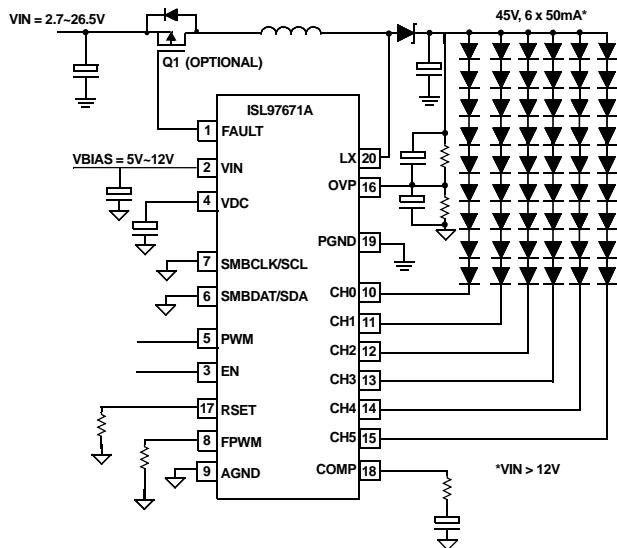 VIN = 2.7~26.5V
45V, 6 x 50mA*
Q1 (OPTIONAL)
ISL97671A
1 FAULT
LX 20
VBIAS = 5V~12V
2 VIN
OVP 16
4 VDC
PGND 19
7 SMBCLK/SCL
6 SMBDAT/SDA
CH0 10
CH1 11
5 PWM
CH2 12
3 EN
CH3 13
17 RSET
CH4 14
8 FPWM
CH5 15
9 AGND
COMP 18
*VIN > 12V